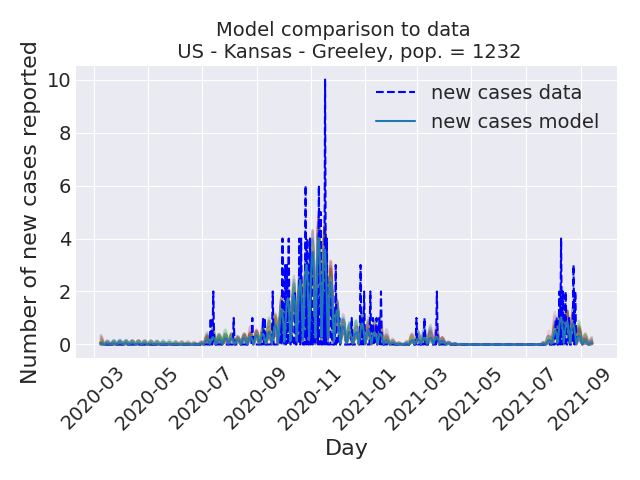 Model comparison to data
US - Kansas - Greeley, pop. = 1232
Number of new cases reported
10
8
6
4
2
0
new cases data
new cases model
2020-03
2020-05
2020-07
2020-09
2020-11
2021-01
2021-03
2021-05
2021-07
2021-09
Day